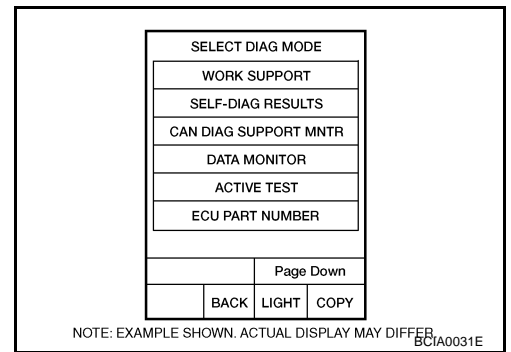 SELECT DIAG MODE
WORK SUPPORT
SELF-DIAG RESULTS
CAN DIAG SUPPORT MNTR
DATA MONITOR
ACTIVE TEST
ECU PART NUMBER
Page Down
BACK LIGHT COPY
NOTE: EXAMPLE SHOWN. ACTUAL DISPLAY MAY DIFFER.
BCIA0031E